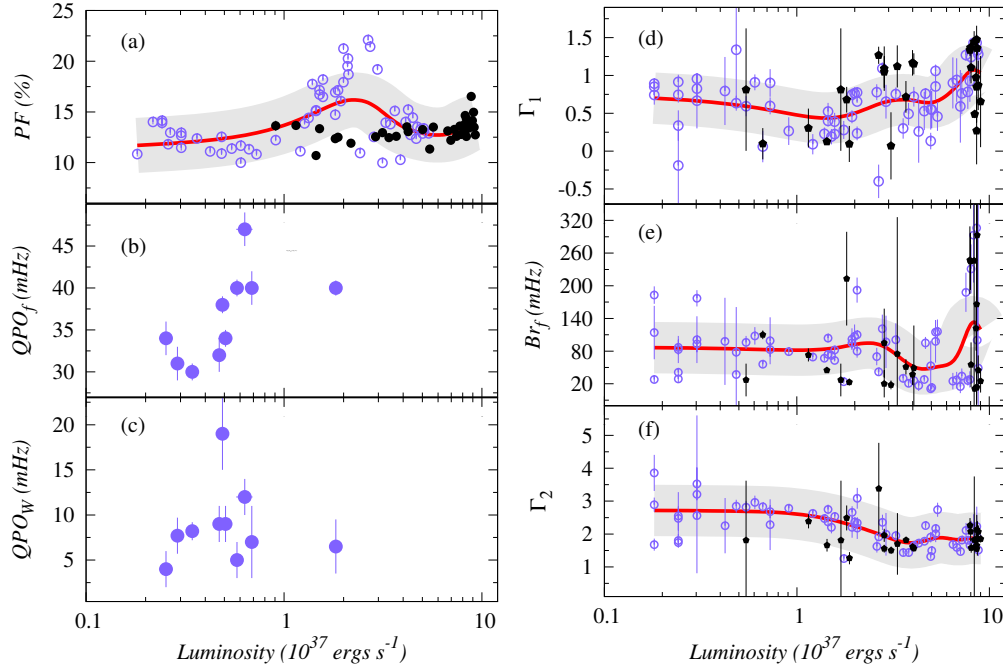 (a)
PF (%)
25
20
15
10
(b)
QPO_f (mHz)
45
40
35
30
(c)
QPO_W (mHz)
20
15
10
5
0.1 1 10
Luminosity (10^37 ergs s^-1)
(d)
Γ_1
1.5
1
0.5
0
-0.5
(e)
Br_f (mHz)
320
260
200
140
80
20
(f)
Γ_2
5
4
3
2
1
0.1 1 10
Luminosity (10^37 ergs s^-1)